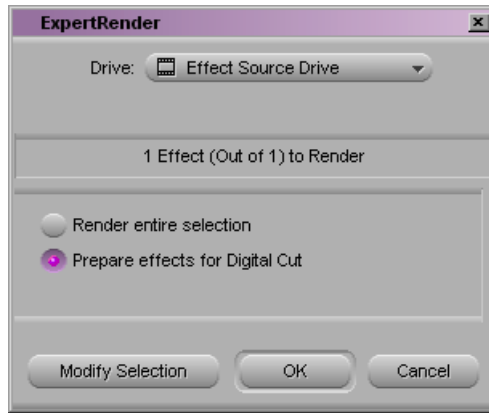 ExpertRender
Drive: Effect Source Drive
1 Effect (Out of 1) to Render
Render entire selection
Prepare effects for Digital Cut
Modify Selection OK Cancel